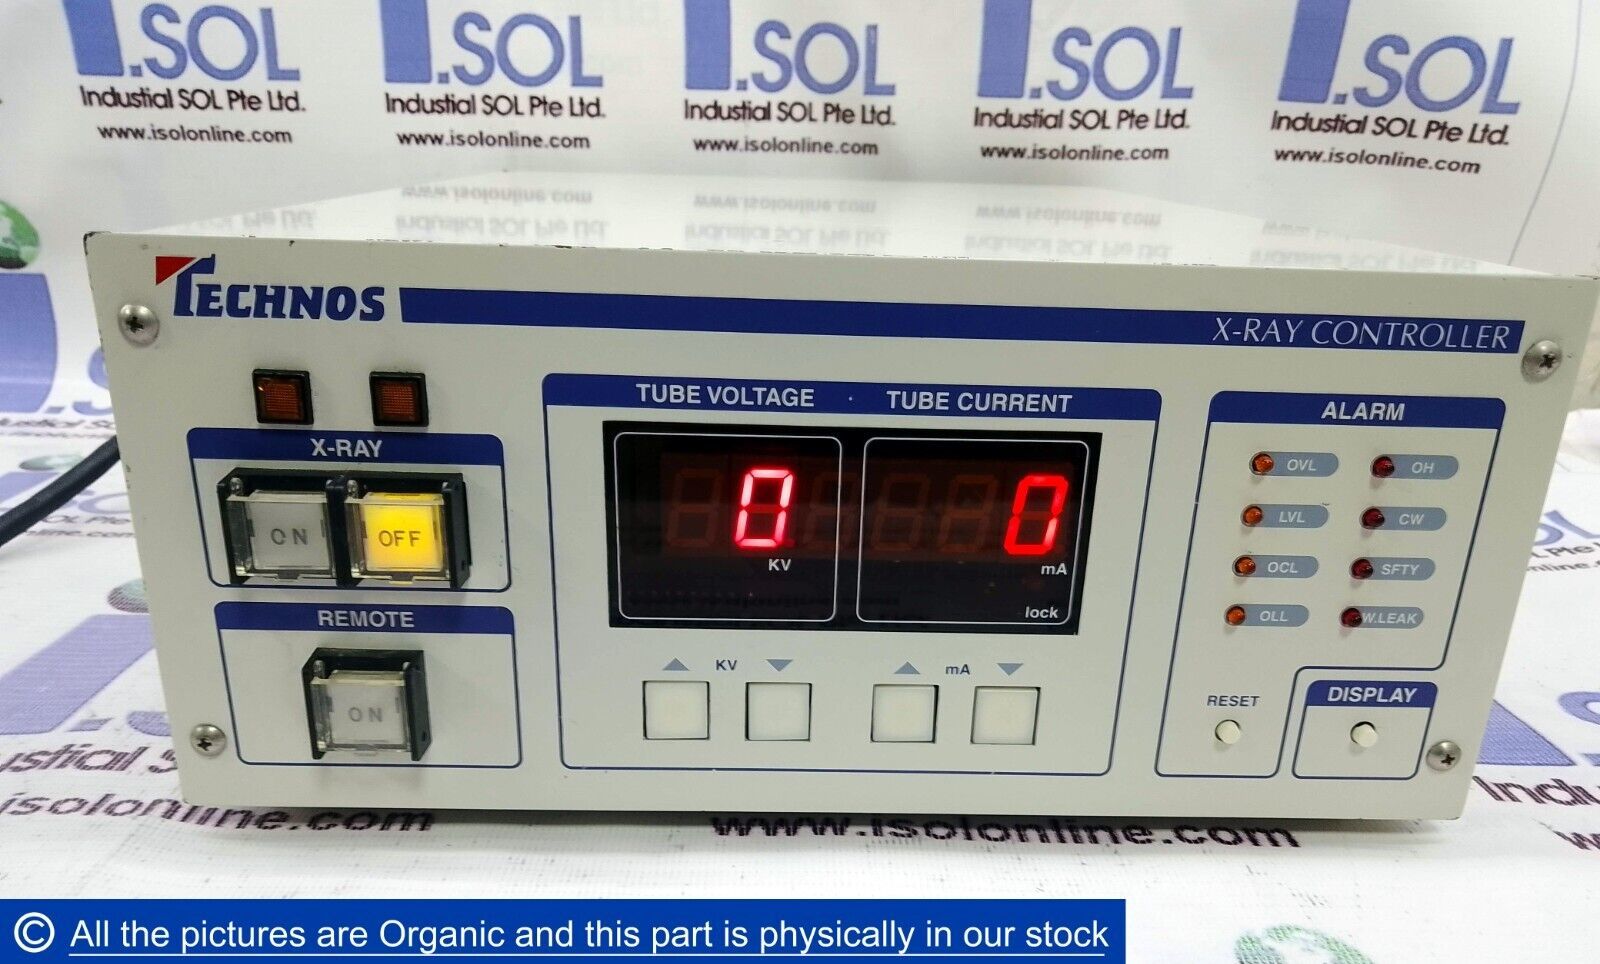 I.SOL I.SOL I.SOL I.SOL I.SOL
Industial SOL Pte Ltd. Industial SOL Pte Ltd. Industial SOL Pte Ltd. Industial SOL Pte Ltd. Industial SOL Pte Ltd.
www.isolonline.com www.isolonline.com www.isolonline.com www.isolonline.com www.isolonline.com
TECHNOS
X-RAY CONTROLLER
TUBE VOLTAGE · TUBE CURRENT
ALARM
X-RAY
ON OFF
0 KV
0 mA
lock
OVL OH
LVL CW
OCL SFTY
OLL W.LEAK
REMOTE
ON
KV mA
RESET
DISPLAY
isolonline.com www.isolonline.com
© All the pictures are Organic and this part is physically in our stock